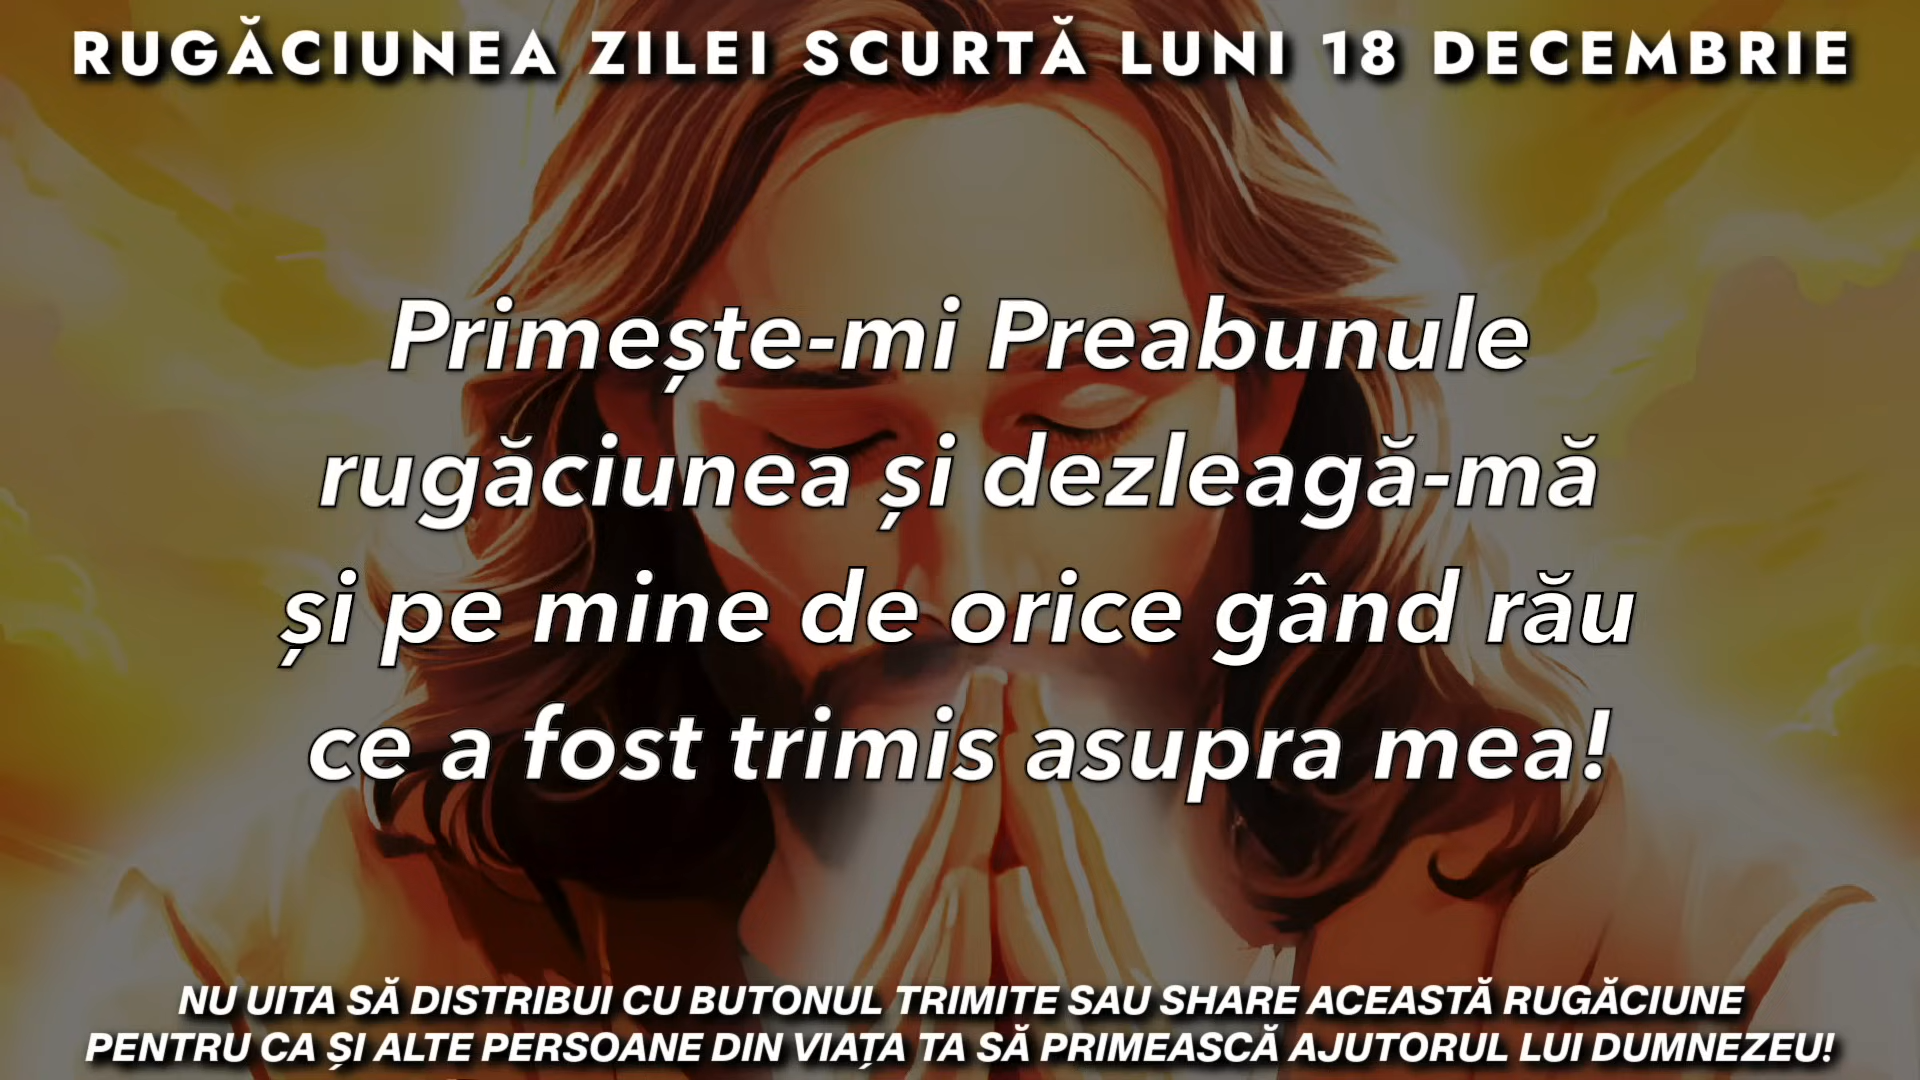 RUGĂCIUNEA ZILEI SCURTĂ LUNI 18 DECEMBRIE
Primește-mi Preabunule
rugăciunea și dezleagă-mă
și pe mine de orice gând rău
ce a fost trimis asupra mea!
NU UITA SĂ DISTRIBUI CU BUTONUL TRIMITE SAU SHARE ACEASTĂ RUGĂCIUNE
PENTRU CA ȘI ALTE PERSOANE DIN VIAȚA TA SĂ PRIMEASCĂ AJUTORUL LUI DUMNEZEU!